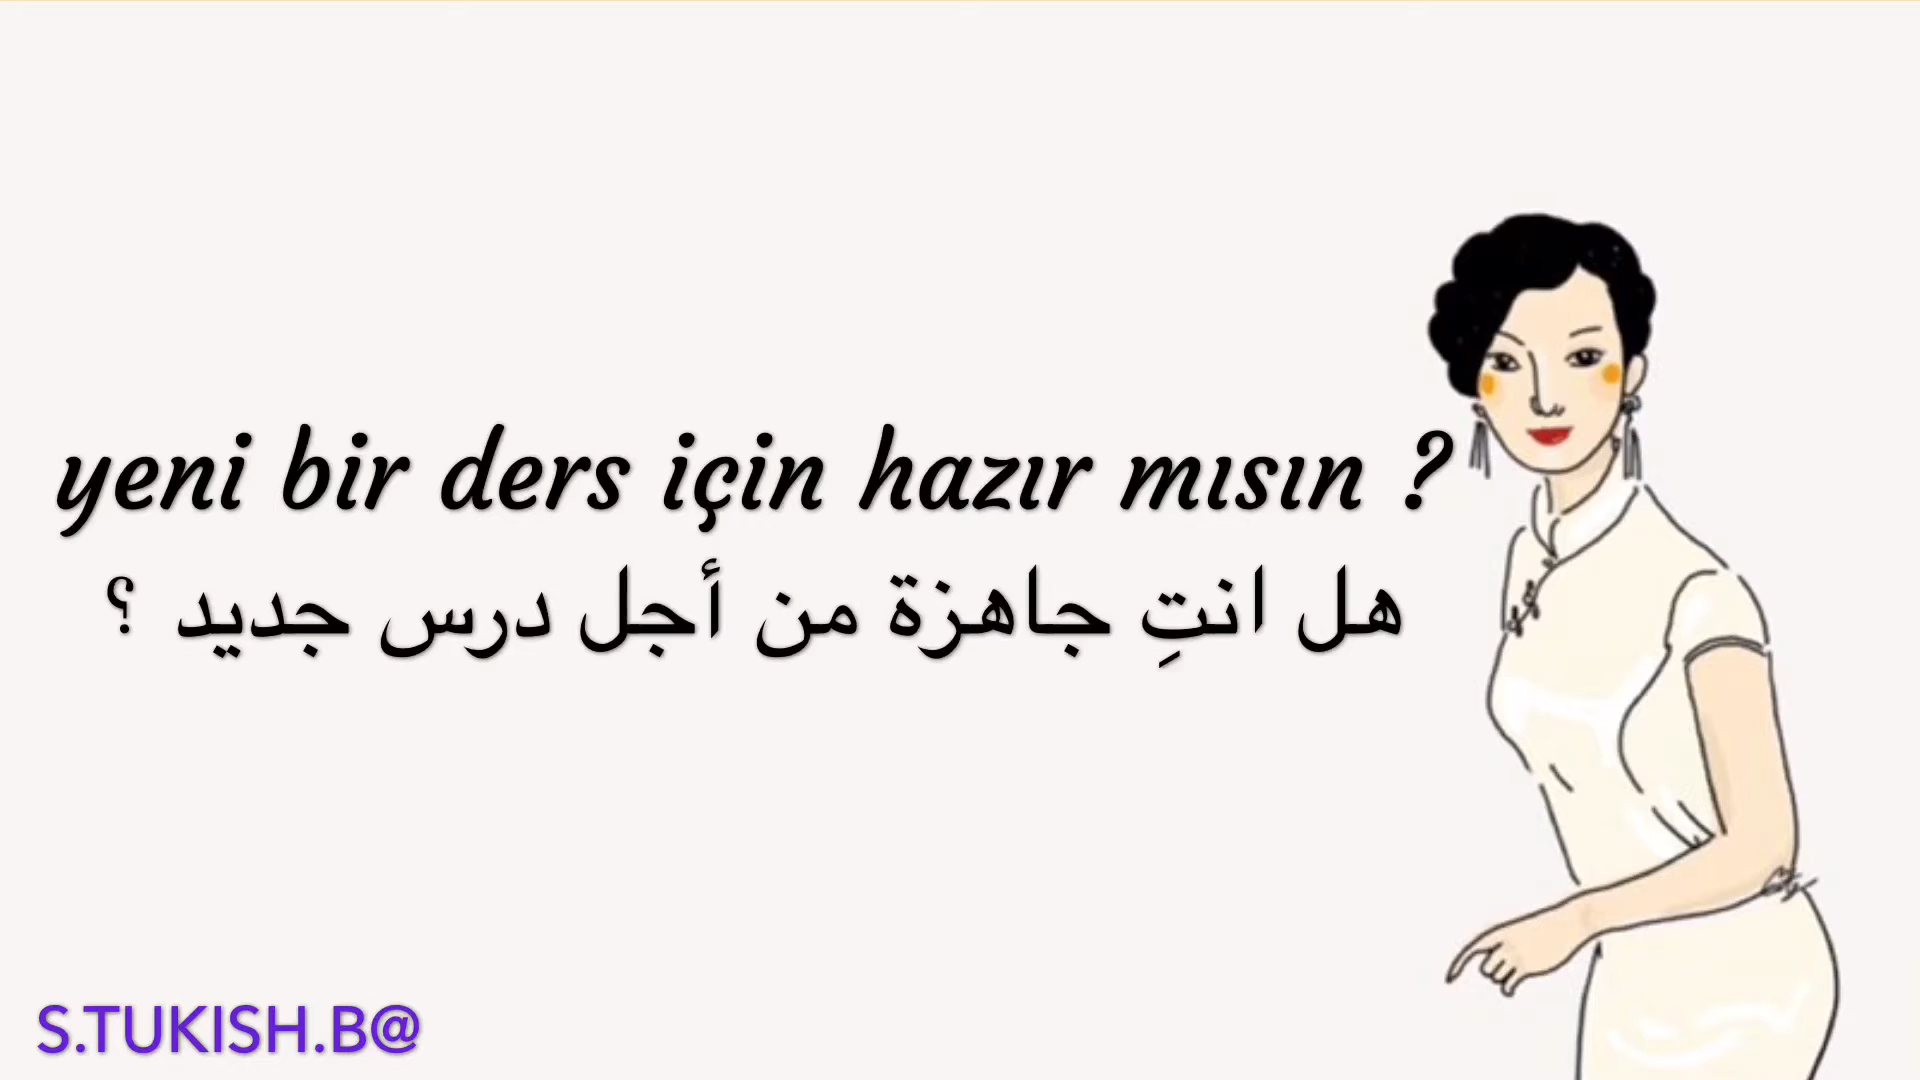 yeni bir ders için hazır mısın ?
هل انتِ جاهزة من أجل درس جديد ؟
S.TUKISH.B@